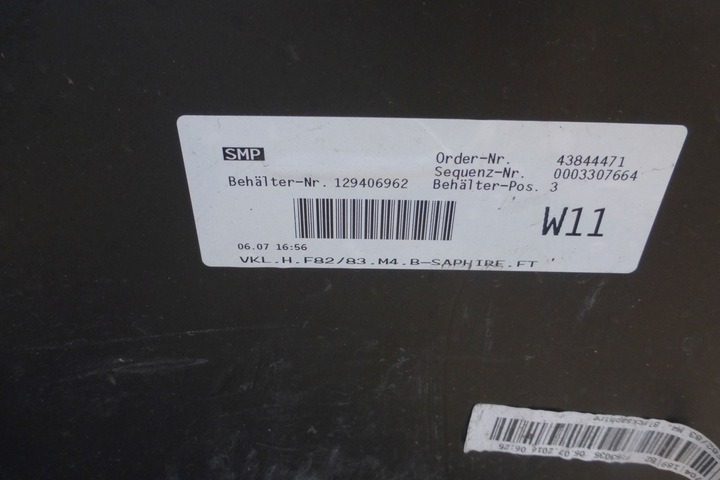 SMP
Order-Nr. 43844471
Sequenz-Nr. 0003307664
Behälter-Nr. 129406962 Behälter-Pos. 3
W11
06.07 16:56
VKL.H.F82/83.M4.B-SAPHIRE.FT